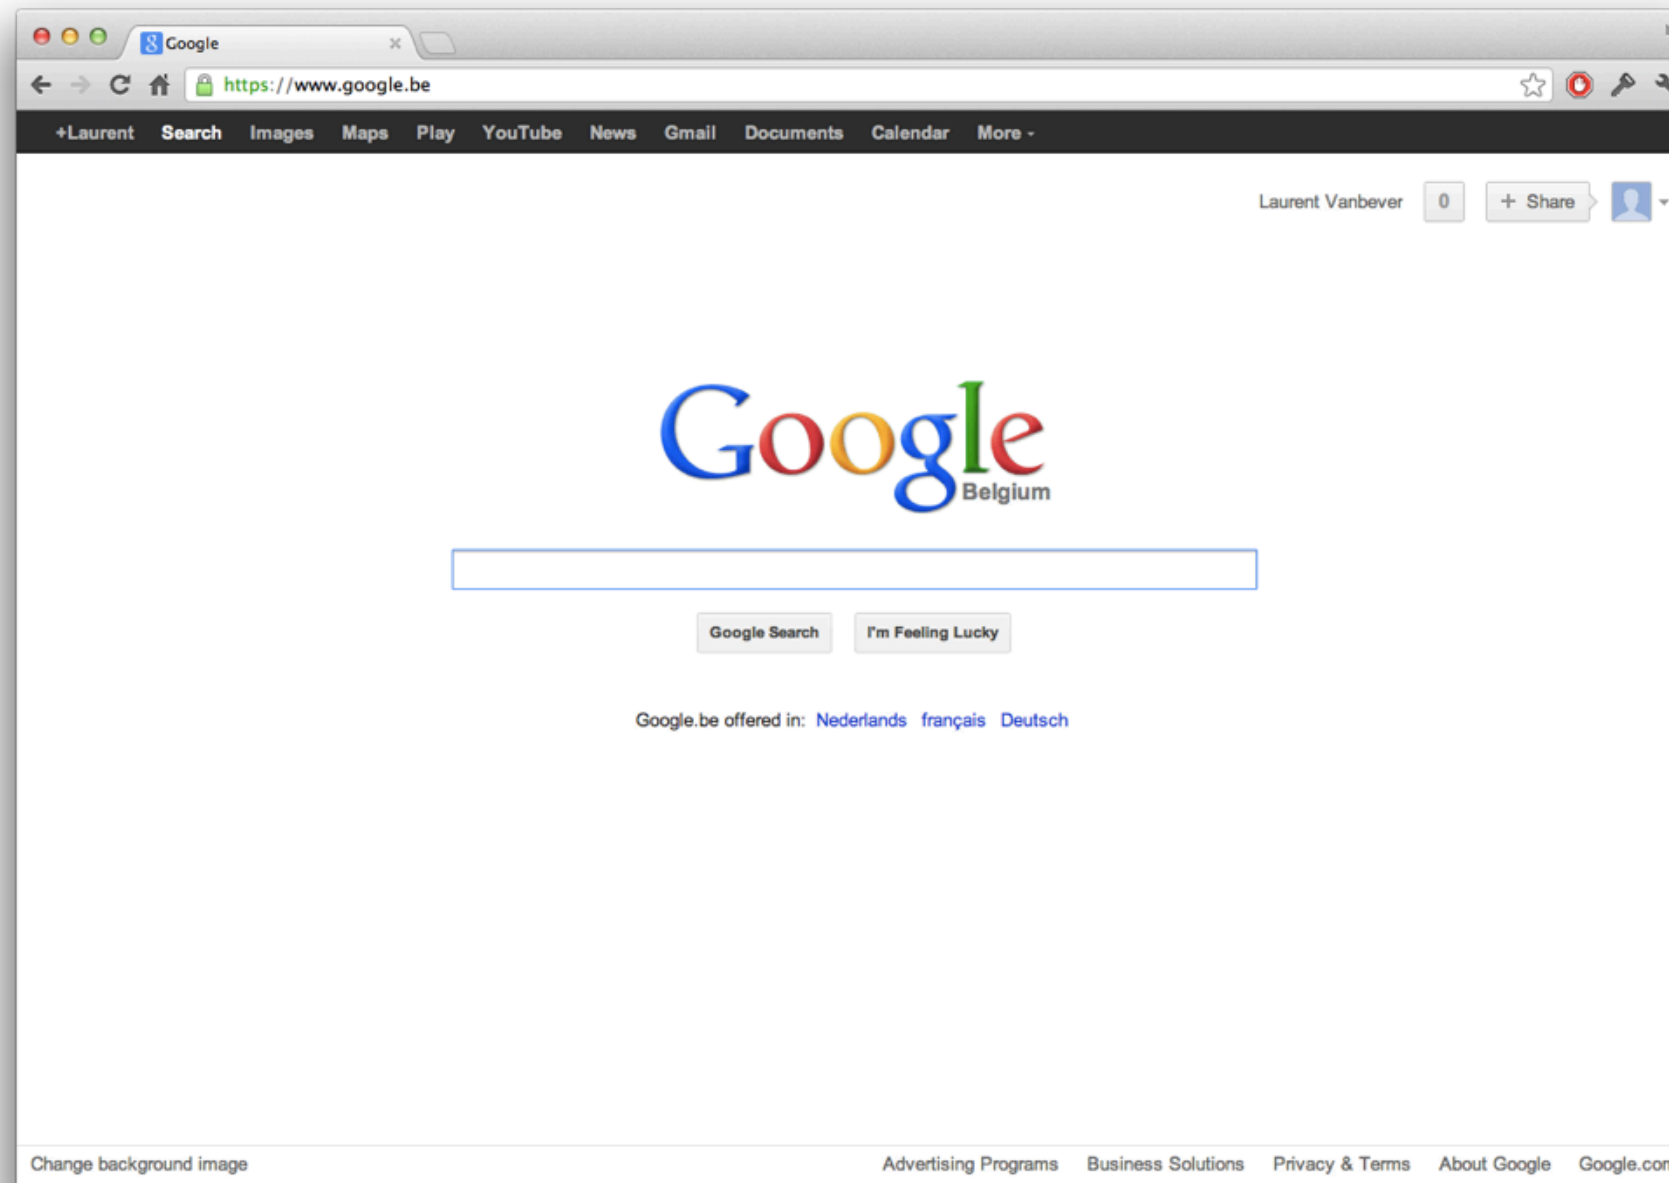 Google
https://www.google.be
+Laurent Search Images Maps Play YouTube News Gmail Documents Calendar More
Laurent Vanbever 0 + Share
Google
Belgium
Google Search I'm Feeling Lucky
Google.be offered in: Nederlands français Deutsch
Change background image Advertising Programs Business Solutions Privacy & Terms About Google Google.com